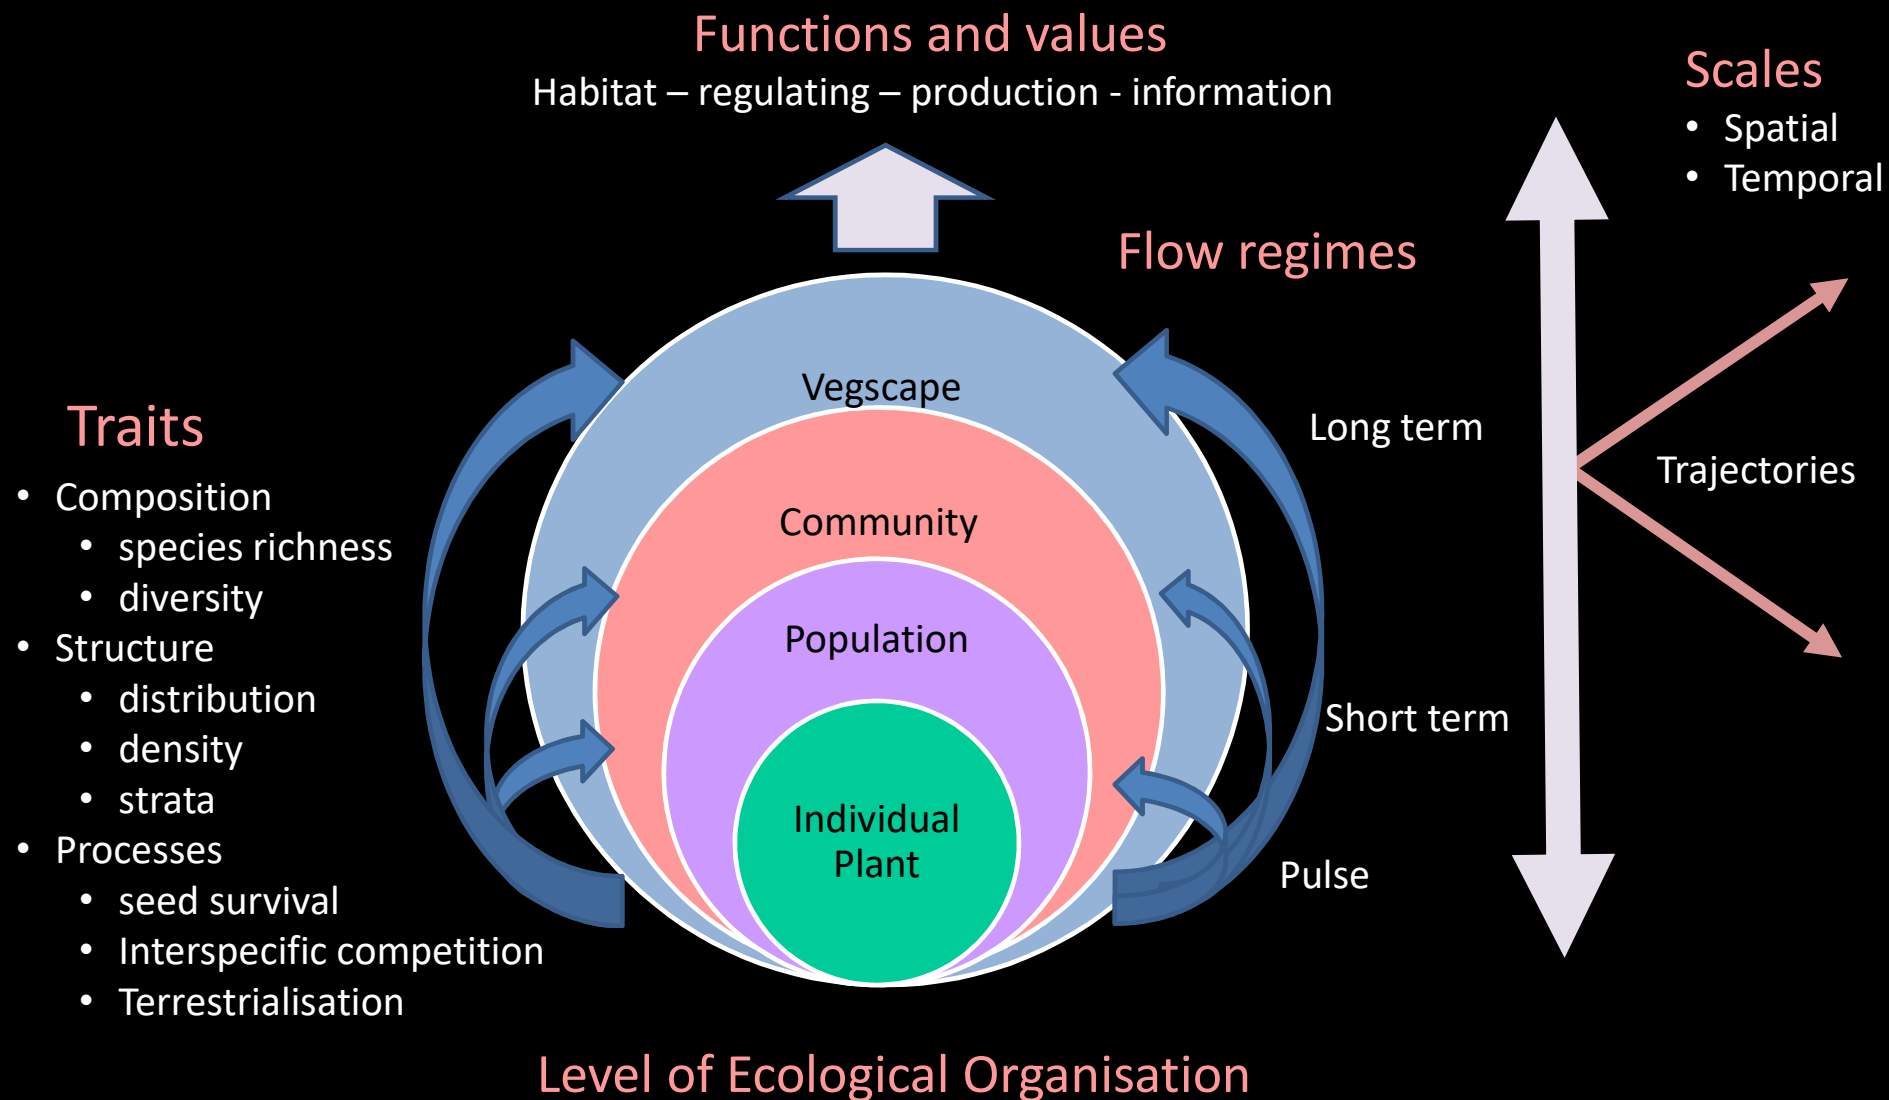 Functions and values
Habitat – regulating – production - information
Scales
• Spatial
• Temporal
Flow regimes
Vegscape
Community
Population
Individual
Plant
Traits
• Composition
• species richness
• diversity
• Structure
• distribution
• density
• strata
• Processes
• seed survival
• Interspecific competition
• Terrestrialisation
Long term
Short term
Pulse
Trajectories
Level of Ecological Organisation